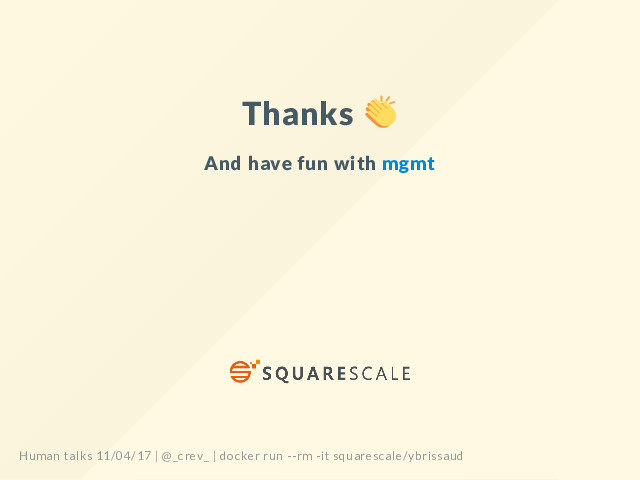 Thanks 👏
And have fun with mgmt
SQUARESCALE
Human talks 11/04/17 | @_crev_ | docker run --rm -it squarescale/ybrissaud